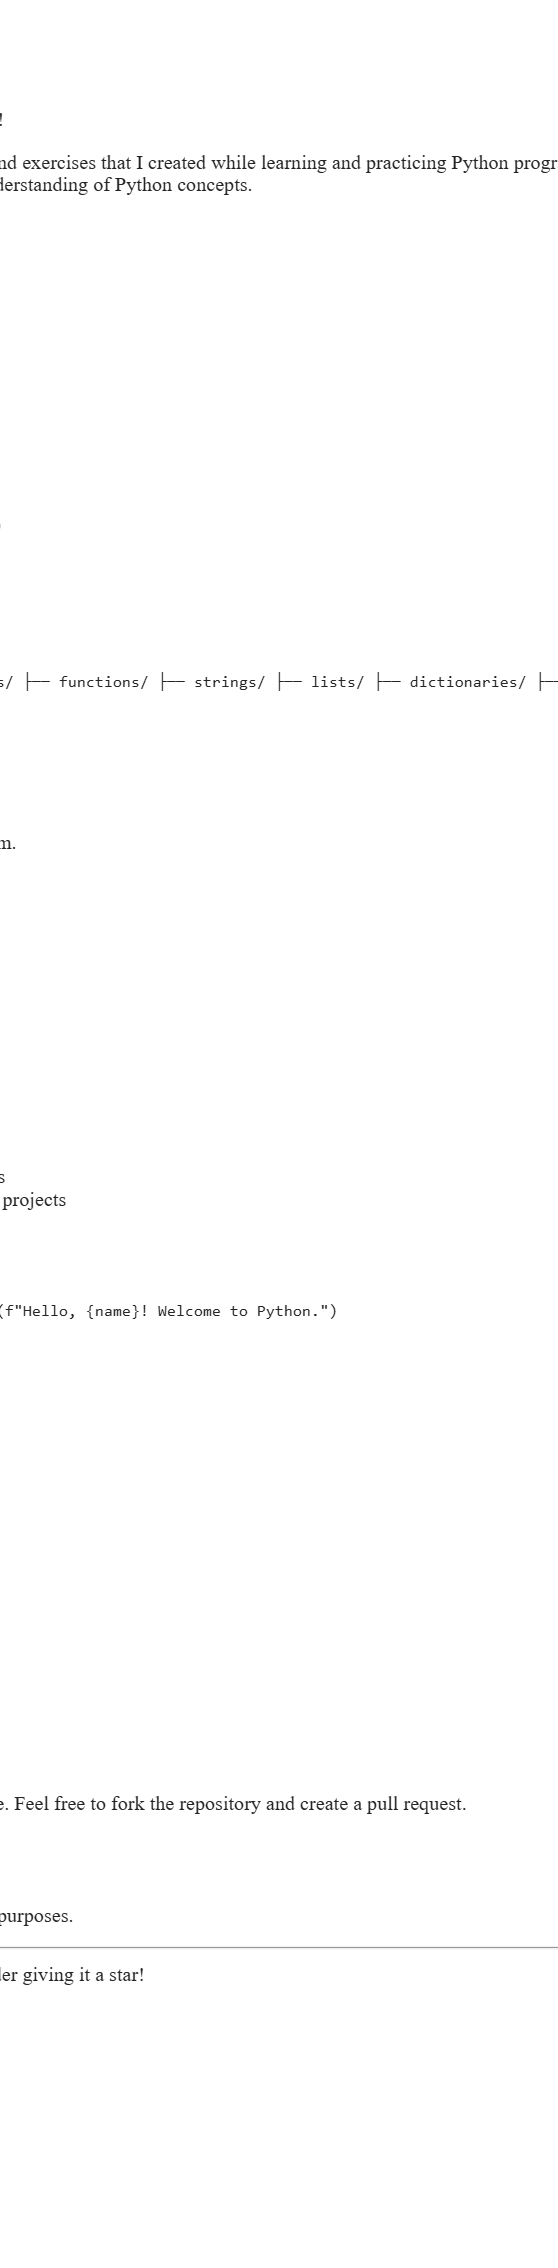 !
nd exercises that I created while learning and practicing Python progr
derstanding of Python concepts.
s/ ├── functions/ ├── strings/ ├── lists/ ├── dictionaries/ ├──
m.
s
projects
(f"Hello, {name}! Welcome to Python.")
e. Feel free to fork the repository and create a pull request.
purposes.
er giving it a star!